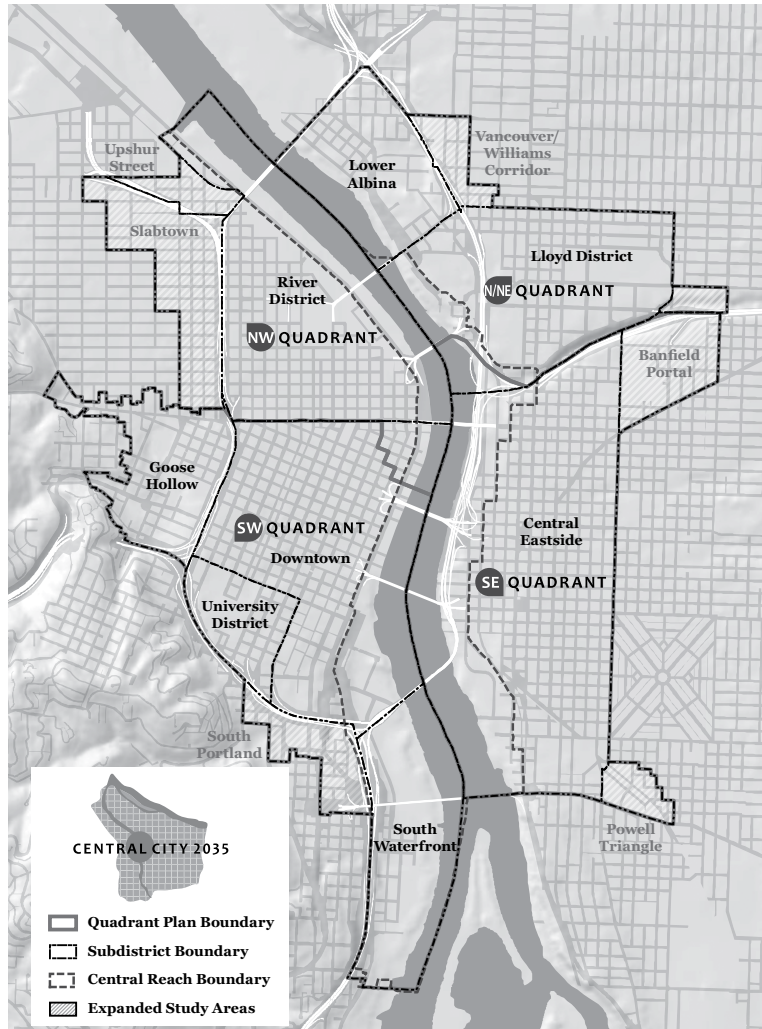 Upshur
Street
Vancouver/
Williams
Corridor
Lower
Albina
Slabtown
Lloyd District
River
District
N/NE QUADRANT
NW QUADRANT
Banfield
Portal
Goose
Hollow
SW QUADRANT
Downtown
Central
Eastside
SE QUADRANT
University
District
South
Portland
South
Waterfront
Powell
Triangle
CENTRAL CITY 2035
Quadrant Plan Boundary
Subdistrict Boundary
Central Reach Boundary
Expanded Study Areas